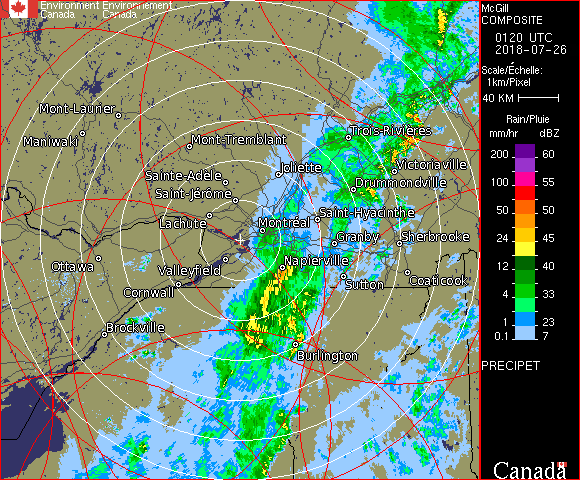 Environment Environnement
Canada Canada
McGill
COMPOSITE
0120 UTC
2018-07-26
Scale/Échelle:
1km/Pixel
40 KM
Rain/Pluie
mm/hr dBZ
200 60
100 55
50 50
24 45
12 40
4 33
1 23
0.1 7
PRECIPET
Canada
Mont-Laurier
Maniwaki
Mont-Tremblant
Trois-Rivières
Joliette
Victoriaville
Sainte-Adèle
Drummondville
Saint-Jérôme
Lachute
Montréal
Saint-Hyacinthe
Granby
Sherbrooke
Ottawa
Valleyfield
Napierville
Sutton
Coaticook
Cornwall
Brockville
Burlington